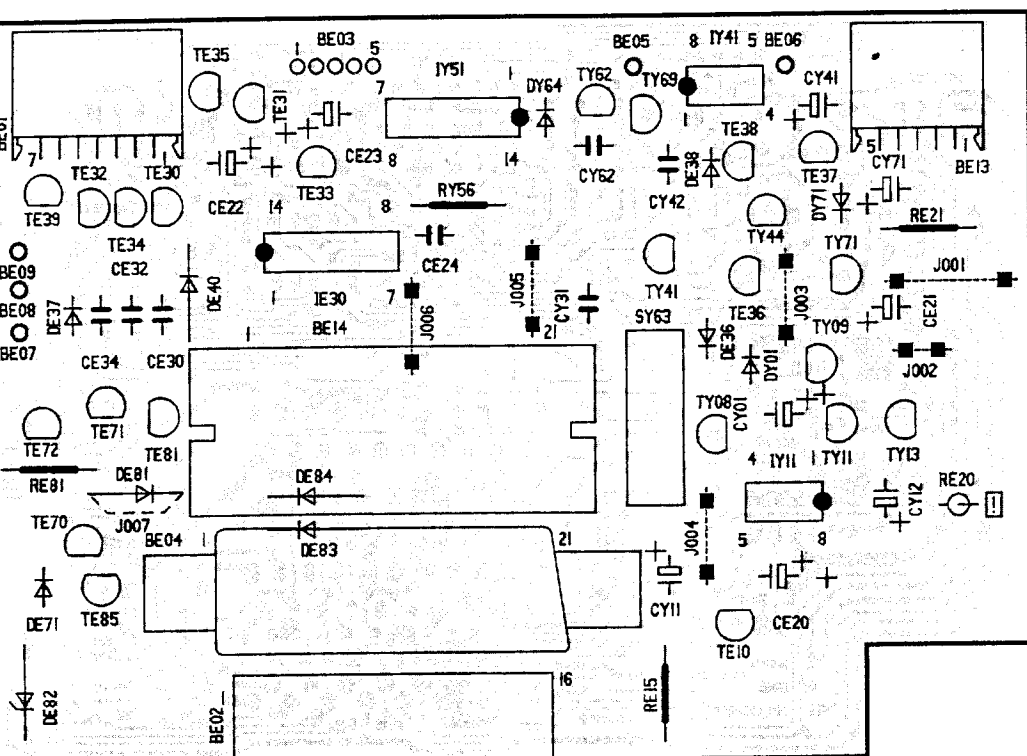 BE03
1 5
TE35
TE31
7 IY51 1
DY64
TY62
BE05
TY69
8 IY41 5
BE06
CY41
1 4
BE01
7
TE32
TE30
CE23
TE33
8 14
CY62
CY42
DE38
TE38
TE37
5 1
CY71
BE13
TE39
TE34
CE22
14 8
RY56
DY71
RE21
TY44
TY71
BE09
CE32
CE24
J005
TY41
TE36
J003
J001
BE08
DE37
DE40
1 IE30 7
J006
CY31
CE21
BE07
1
BE14
21
SY63
DE36
DY01
TY09
J002
CE34
CE30
TE71
TY08
CY01
TE72
TE81
4 IY11 1
TY11
TY13
RE81
DE81
DE84
RE20
CY12
J007
TE70
BE04
1
DE83
21
J004
5 8
DE71
TE85
CY11
CE20
TE10
DE82
BE02
1
16
RE15